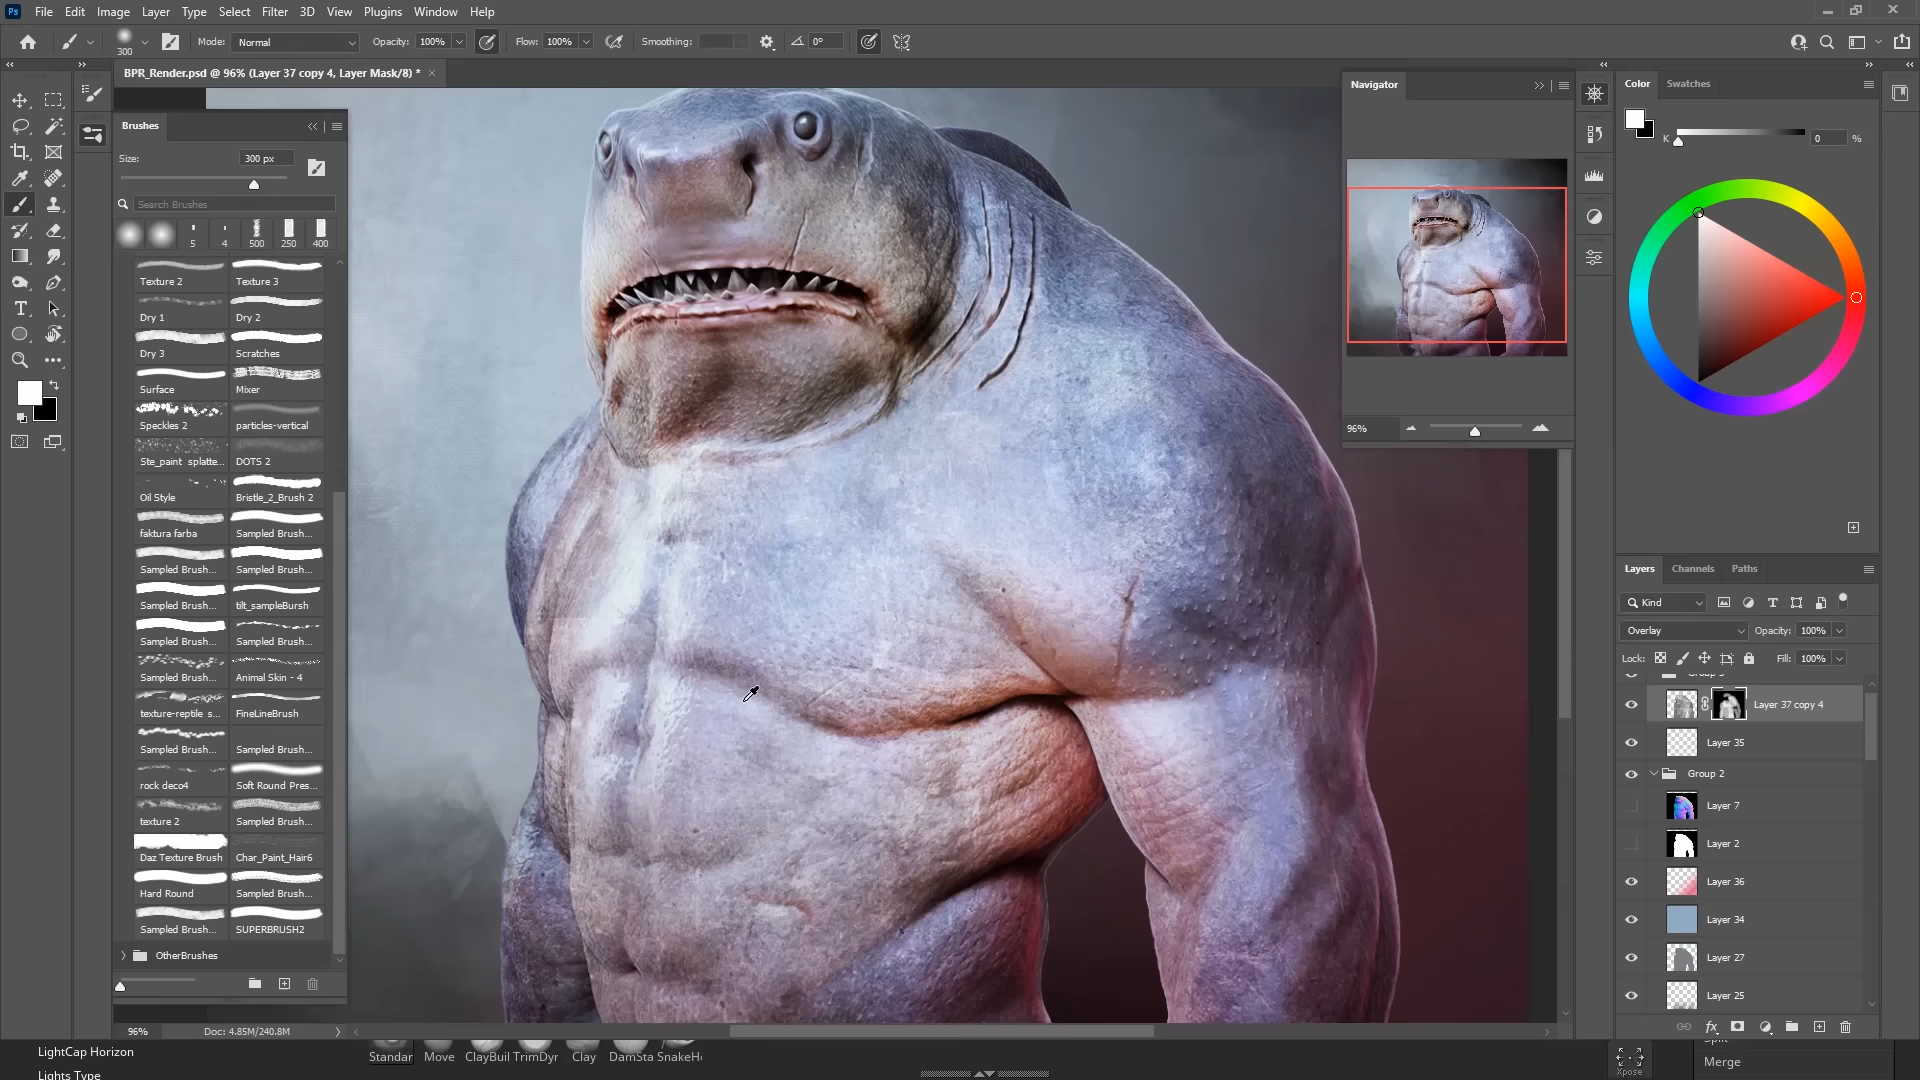 Ps File Edit Image Layer Type Select Filter 3D View Plugins Window Help
300 Mode: Normal Opacity: 100% Flow: 100% Smoothing: 0°
BPR_Render.psd @ 96% (Layer 37 copy 4, Layer Mask/8) *
Brushes
Size: 300 px
Search Brushes
5 4 500 250 400
Texture 2 Texture 3
Dry 1 Dry 2
Dry 3 Scratches
Surface Mixer
Speckles 2 particles-vertical
Ste_paint splatte... DOTS 2
Oil Style Bristle_2_Brush 2
faktura farba Sampled Brush...
Sampled Brush... Sampled Brush...
Sampled Brush... tilt_sampleBursh
Sampled Brush... Sampled Brush...
Sampled Brush... Animal Skin - 4
texture-reptile s... FineLineBrush
Sampled Brush... Sampled Brush...
rock deco4 Soft Round Pres...
texture 2 Sampled Brush...
Daz Texture Brush Char_Paint_Hair6
Hard Round Sampled Brush...
Sampled Brush... SUPERBRUSH2
OtherBrushes
96% Doc: 4.85M/240.8M
Navigator
96%
Color Swatches
K 0 %
Layers Channels Paths
Kind
Overlay Opacity: 100%
Lock: Fill: 100%
Layer 37 copy 4
Layer 35
Group 2
Layer 7
Layer 2
Layer 36
Layer 34
Layer 27
Layer 25
fx
LightCap Horizon
Lights Type
Standar Move ClayBuil TrimDyr Clay DamSta SnakeH
Xpose
Merge